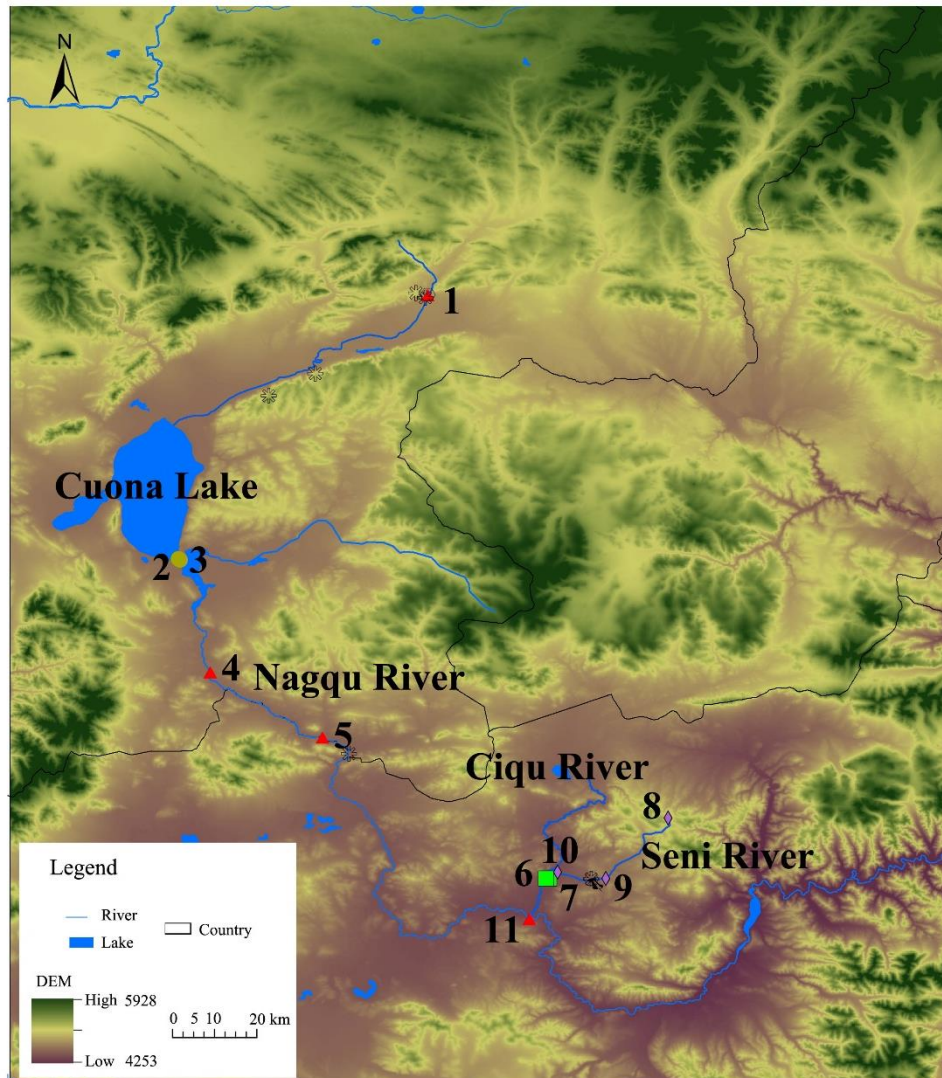 N
1
Cuona Lake
2
3
4
Nagqu River
5
Ciqu River
8
10
Seni River
6
7
9
11
Legend
River
Lake
Country
DEM
High 5928
Low 4253
0 5 10 20 km